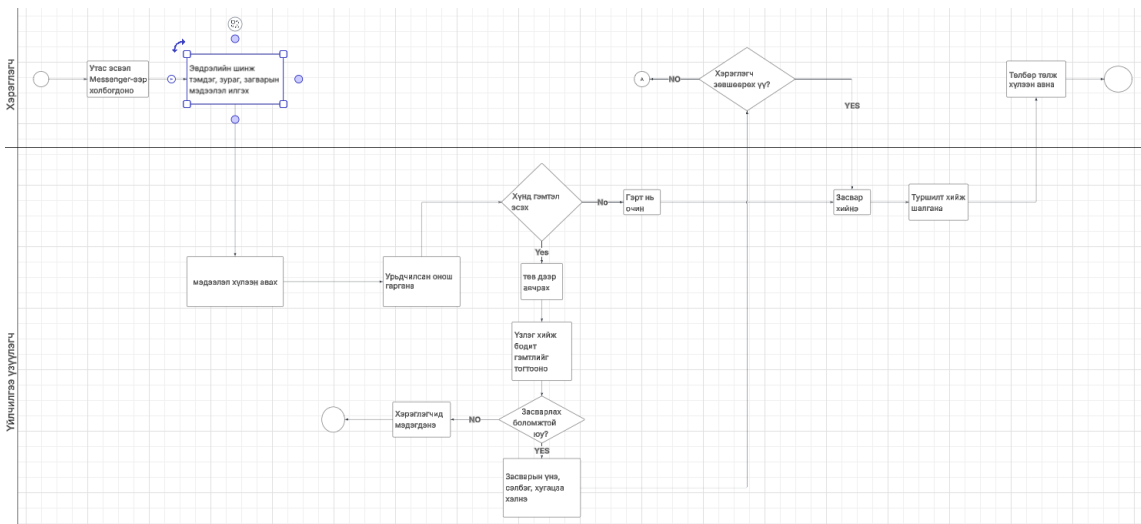 Хэрэглэгч
Утас эсвэл
Messenger-ээр
холбогдоно
Эвдрэлийн шинж
тэмдэг, зураг, загварын
мэдээлэл илгээх
A
NO
Хэрэглэгч
зөвшөөрөх үү?
YES
Төлбөр төлж
хүлээн авна
Үйлчилгээ үзүүлэгч
мэдээлэл хүлээн авах
Урьдчилсан онош
гаргана
Хүнд гэмтэл
эсэх
No
Гэрт нь
очин
Засвар
хийнэ
Туршилт хийж
шалгана
Yes
төв дээр
авчрах
Үзлэг хийж
бодит
гэмтлийг
тогтооно
Засварлах
боломжтой
юу?
NO
Хэрэглэгчид
мэдэгдэнэ
YES
Засварын үнэ,
сэлбэг, хугацаа
хэлнэ